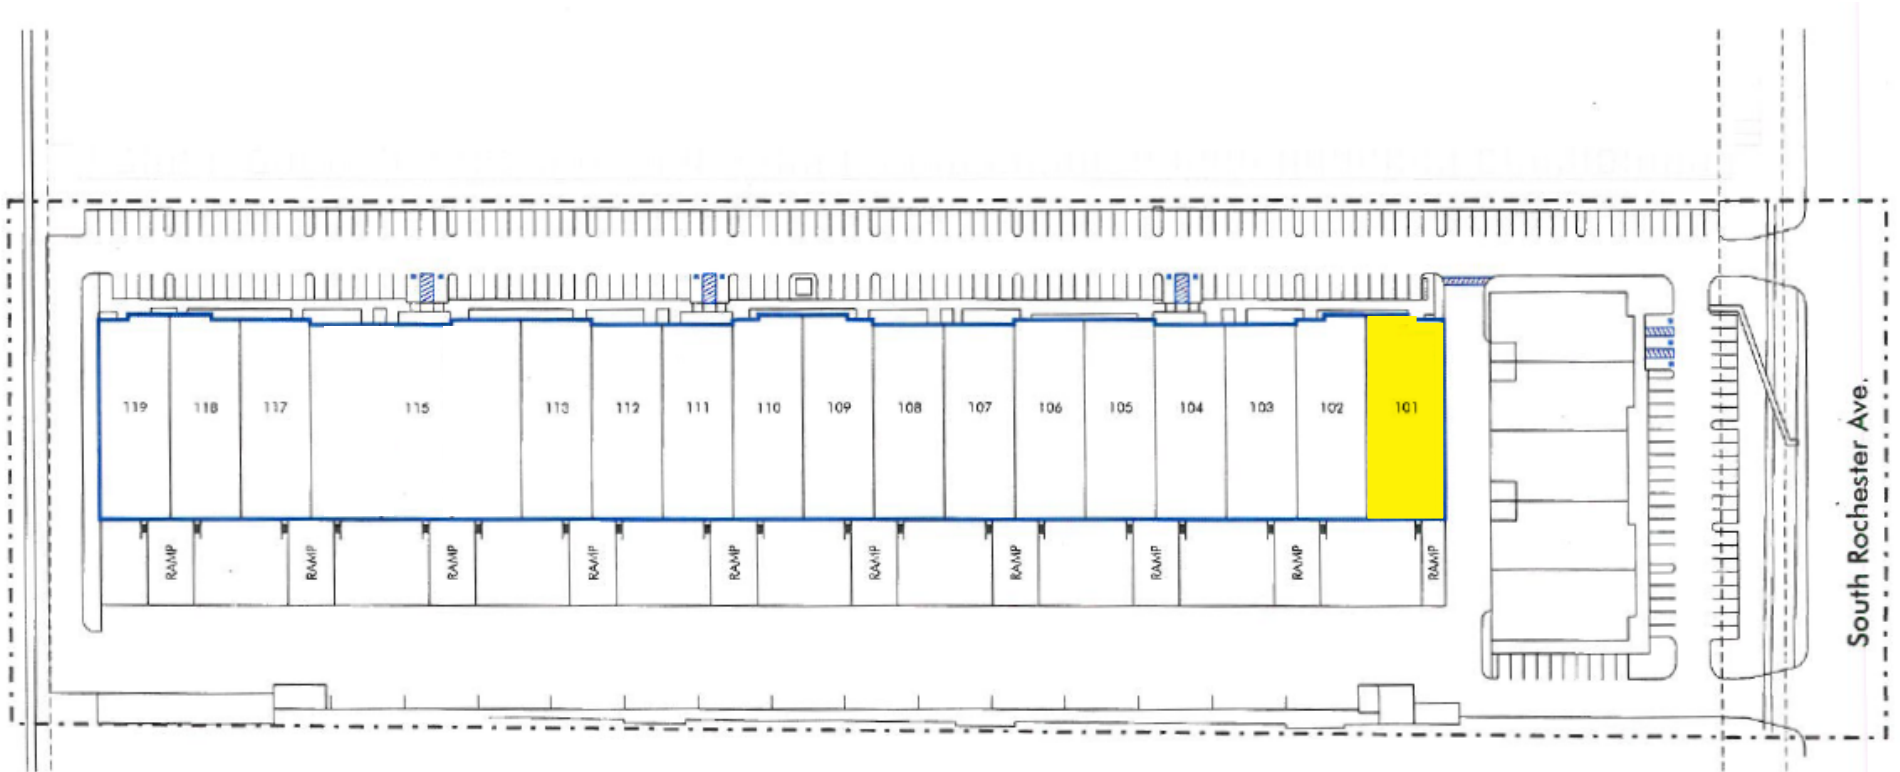 119 118 117 115 113 112 111 110 109 108 107 106 105 104 103 102 101
RAMP RAMP RAMP RAMP RAMP RAMP RAMP RAMP RAMP RAMP
South Rochester Ave.